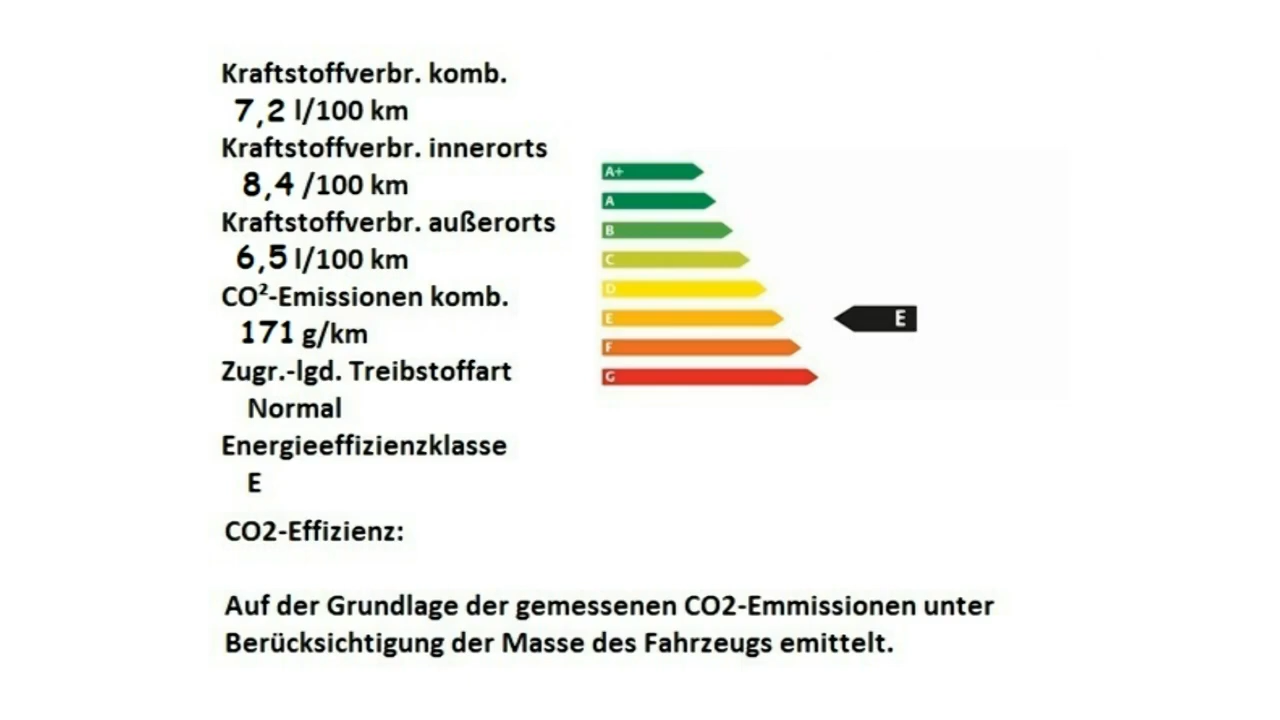 Kraftstoffverbr. komb.
7,2 l/100 km
Kraftstoffverbr. innerorts
8,4 /100 km
Kraftstoffverbr. außerorts
6,5 l/100 km
CO²-Emissionen komb.
171 g/km
Zugr.-lgd. Treibstoffart
Normal
Energieeffizienzklasse
E
A+
A
B
C
D
E
E
F
G
CO2-Effizienz:
Auf der Grundlage der gemessenen CO2-Emmissionen unter
Berücksichtigung der Masse des Fahrzeugs emittelt.